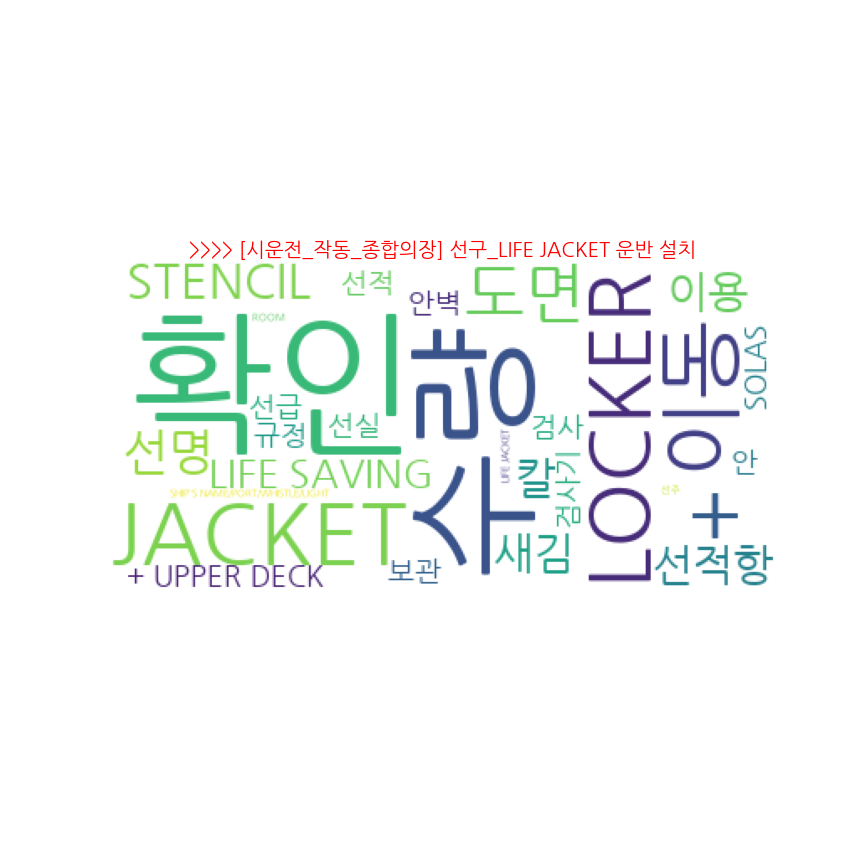 >>>> [시운전_작동_종합의장] 선구_LIFE JACKET 운반 설치
STENCIL
선적
안벽
도면
이용
ROOM
확인
수량
LOCKER
이동
SOLAS
선급
규정
선실
검사
선명
LIFE SAVING
LIFE JACKET
칼
검사기
안
SHIP'S NAME/PORT/WHISTLE/LIGHT
선주
JACKET
+
새김
선적항
+ UPPER DECK
보관